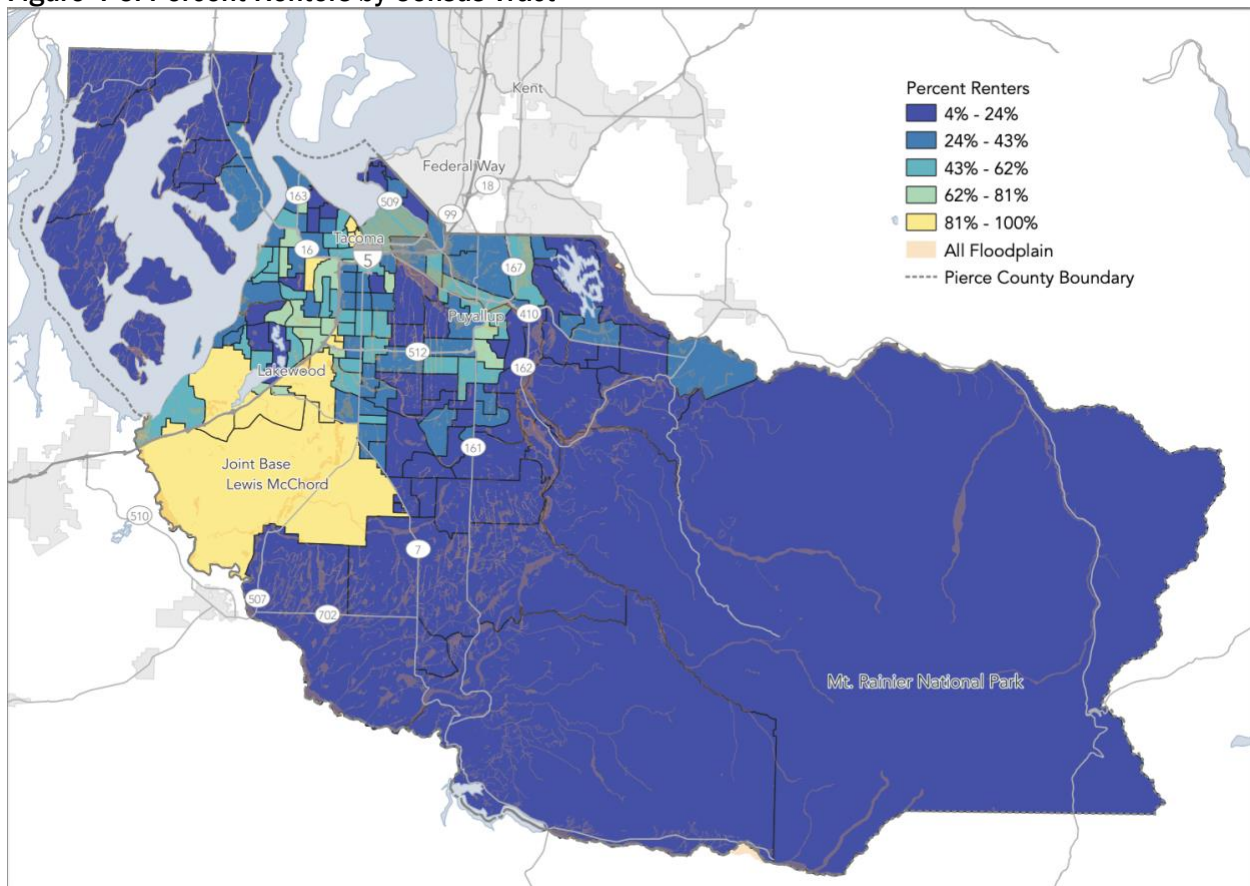 Kent
Percent Renters
4% - 24%
24% - 43%
43% - 62%
62% - 81%
81% - 100%
All Floodplain
Pierce County Boundary
Federal Way
18
163
509
99
Tacoma
16
5
167
Puyallup
410
512
162
Lakewood
161
Joint Base
Lewis McChord
510
7
507
702
Mt. Rainier National Park